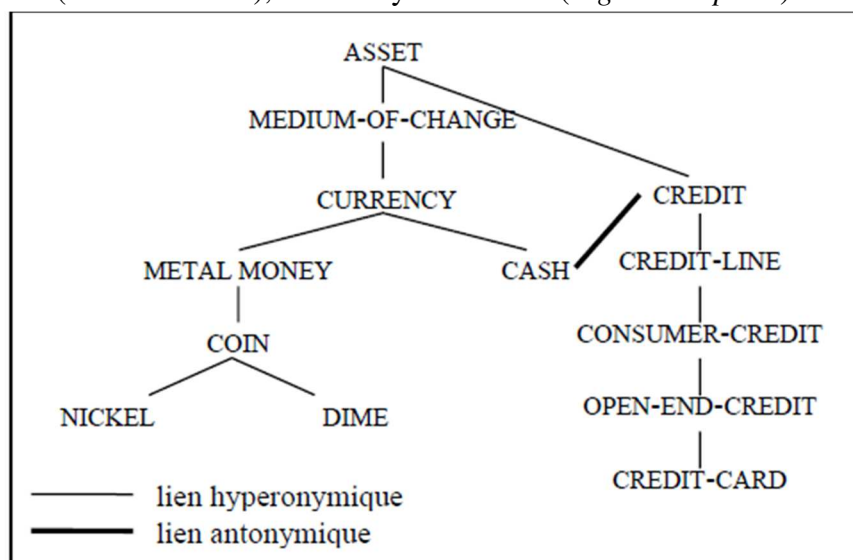 ASSET
MEDIUM-OF-CHANGE
CURRENCY
CREDIT
METAL MONEY
CASH
CREDIT-LINE
COIN
CONSUMER-CREDIT
NICKEL
DIME
OPEN-END-CREDIT
CREDIT-CARD
lien hyperonymique
lien antonymique